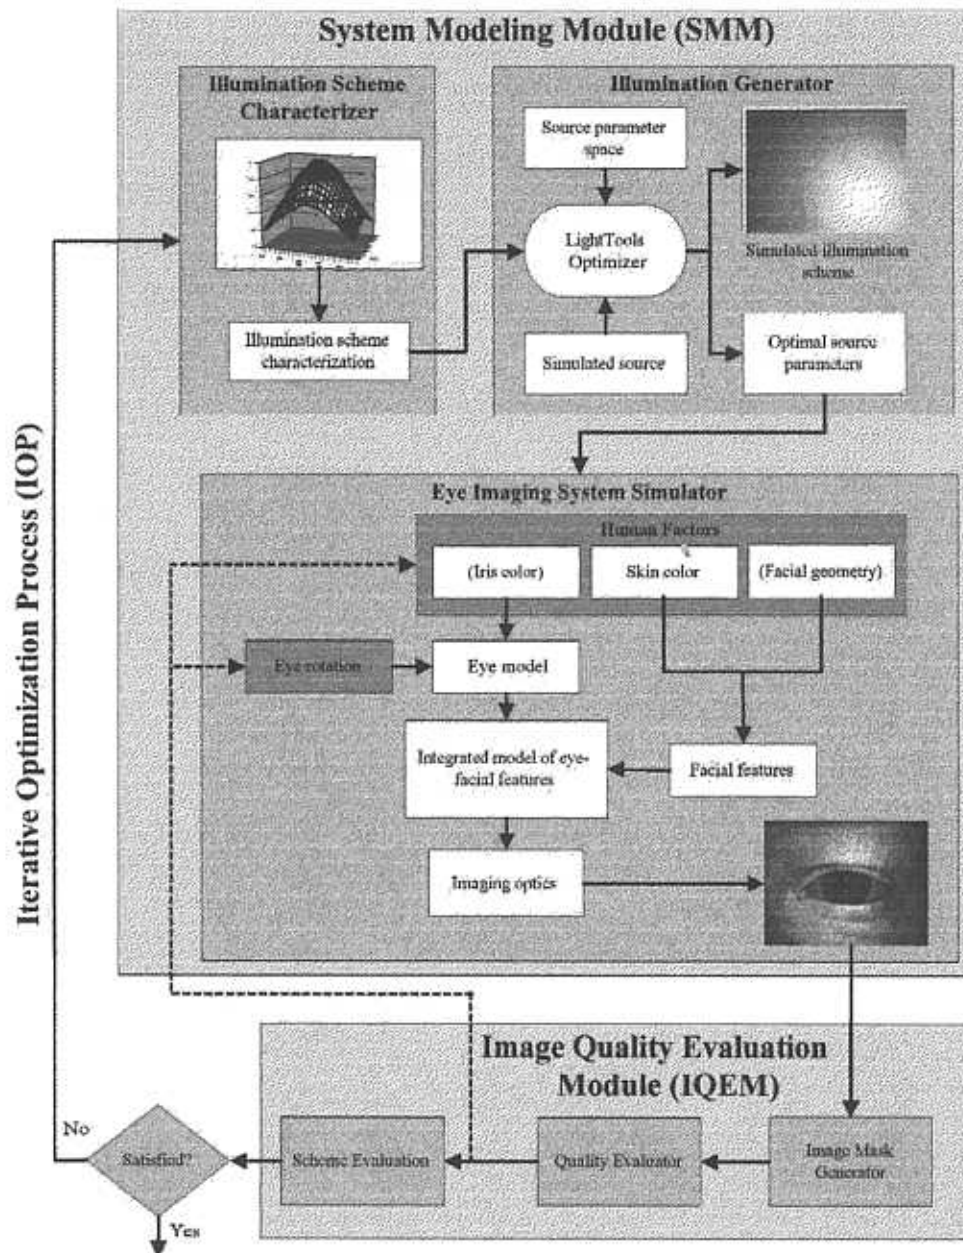 System Modeling Module (SMM)
Illumination Scheme
Characterizer
Illumination scheme
characterization
Illumination Generator
Source parameter
space
LightTools
Optimizer
Simulated source
Simulated illumination
scheme
Optimal source
parameters
Iterative Optimization Process (IOP)
Eye Imaging System Simulator
Human Factors
(Iris color)
Skin color
(Facial geometry)
Eye rotation
Eye model
Integrated model of eye-
facial features
Facial features
Imaging optics
Image Quality Evaluation
Module (IQEM)
No
Satisfied?
Scheme Evaluation
Quality Evaluator
Image Mask
Generator
Yes